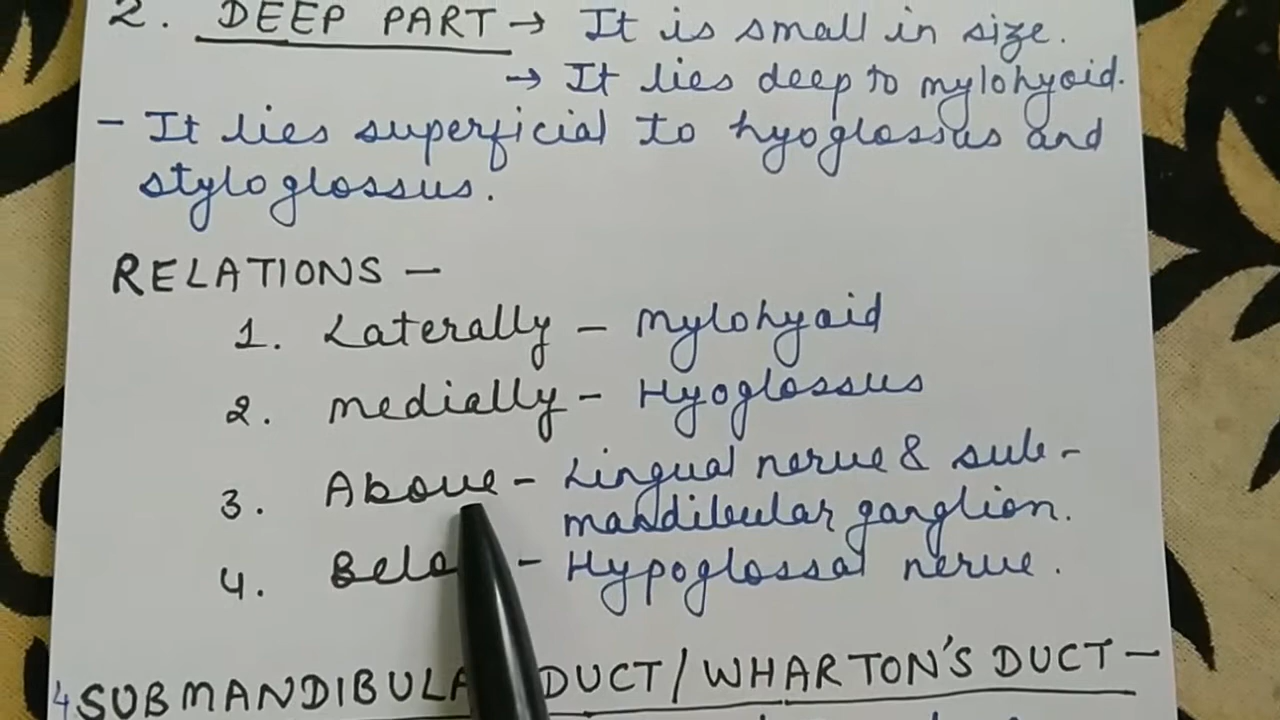 2. DEEP PART → It is small in size.
→ It lies deep to mylohyoid.
- It lies superficial to hyoglossus and
styloglossus.
RELATIONS -
1. Laterally - Mylohyoid
2. Medially - Hyoglossus
3. Above - Lingual nerve & sub-
mandibular ganglion.
4. Belo - Hypoglossal nerve.
4 SUBMANDIBULA DUCT/WHARTON'S DUCT -